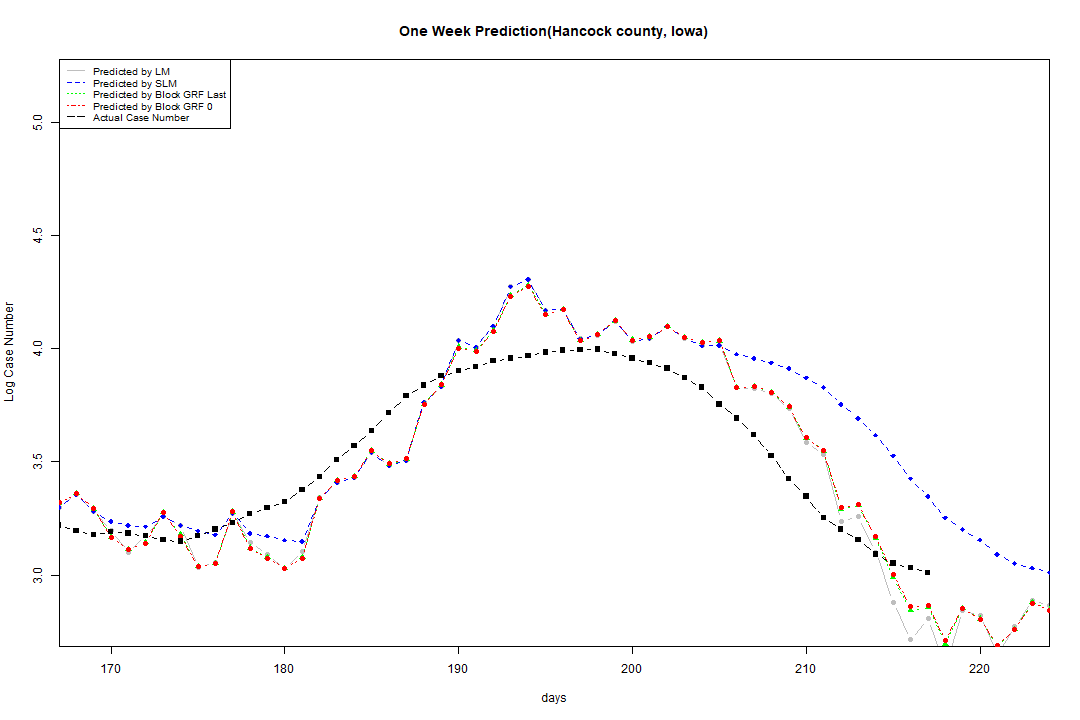 One Week Prediction(Hancock county, Iowa)
Predicted by LM
Predicted by SLM
Predicted by Block GRF Last
Predicted by Block GRF 0
Actual Case Number
Log Case Number
5.0
4.5
4.0
3.5
3.0
170 180 190 200 210 220
days